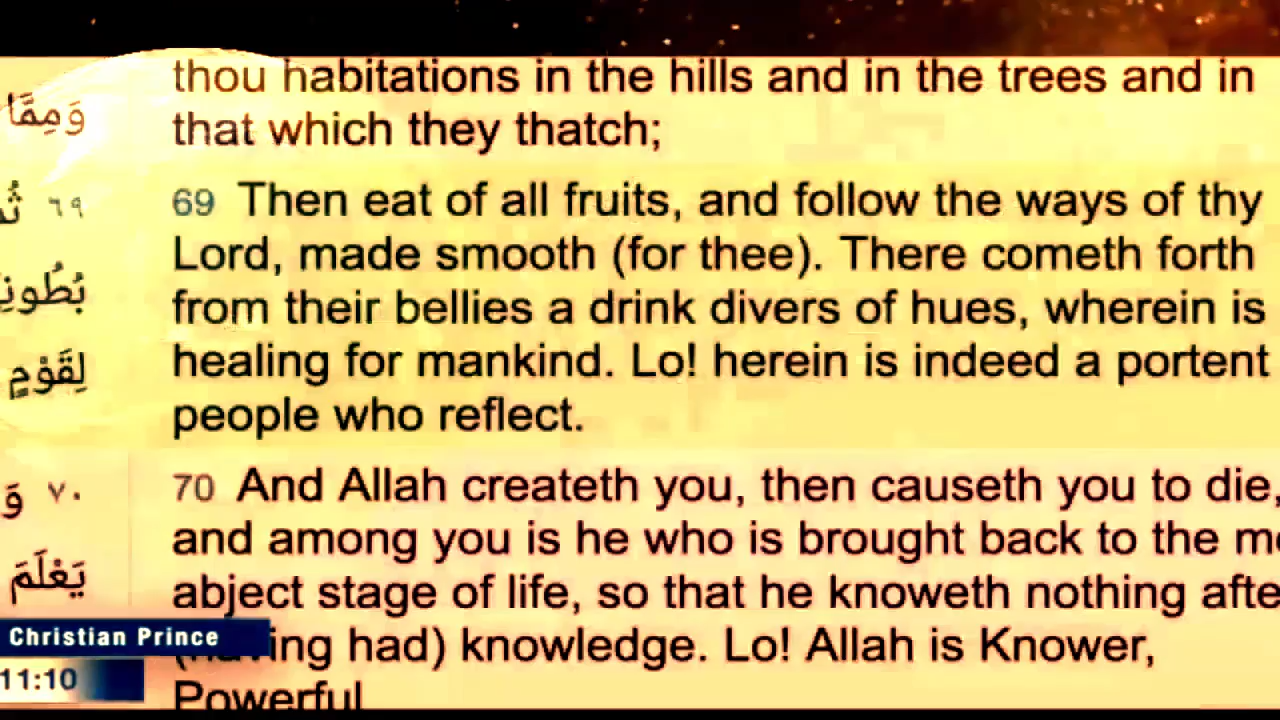 thou habitations in the hills and in the trees and in
that which they thatch;
وَمِمَّا
69 Then eat of all fruits, and follow the ways of thy
Lord, made smooth (for thee). There cometh forth
from their bellies a drink divers of hues, wherein is
healing for mankind. Lo! herein is indeed a portent
people who reflect.
٦٩
لِقَوْمٍ
70 And Allah createth you, then causeth you to die,
and among you is he who is brought back to the
abject stage of life, so that he knoweth nothing
had) knowledge. Lo! Allah is Knower,
Powerful
٧٠ وَ
يَعْلَمَ
Christian Prince
11:10